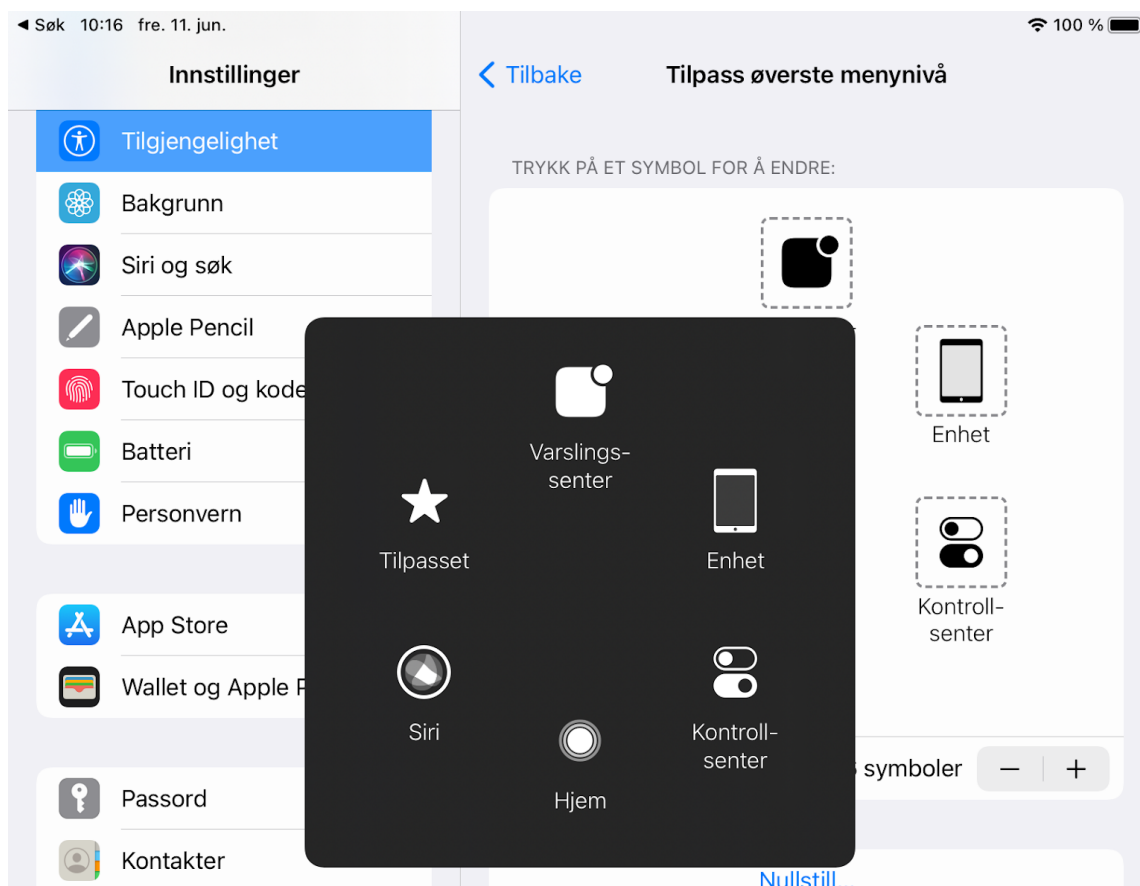 ◀ Søk 10:16 fre. 11. jun.
100 %
Innstillinger
Tilgjengelighet
Bakgrunn
Siri og søk
Apple Pencil
Touch ID og kode
Batteri
Personvern
App Store
Wallet og Apple P
Passord
Kontakter
Tilbake
Tilpass øverste menynivå
TRYKK PÅ ET SYMBOL FOR Å ENDRE:
Enhet
Kontroll-
senter
symboler
Nullstill...
Varslings-
senter
Tilpasset
Enhet
Siri
Kontroll-
senter
Hjem